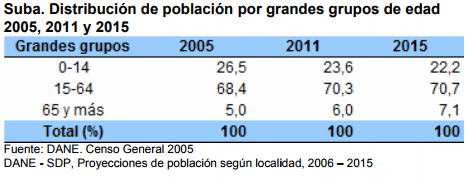 Suba. Distribución de población por grandes grupos de edad
2005, 2011 y 2015
Grandes grupos 2005 2011 2015
0-14 26,5 23,6 22,2
15-64 68,4 70,3 70,7
65 y más 5,0 6,0 7,1
Total (%) 100 100 100
Fuente: DANE. Censo General 2005
DANE - SDP, Proyecciones de población según localidad, 2006 – 2015